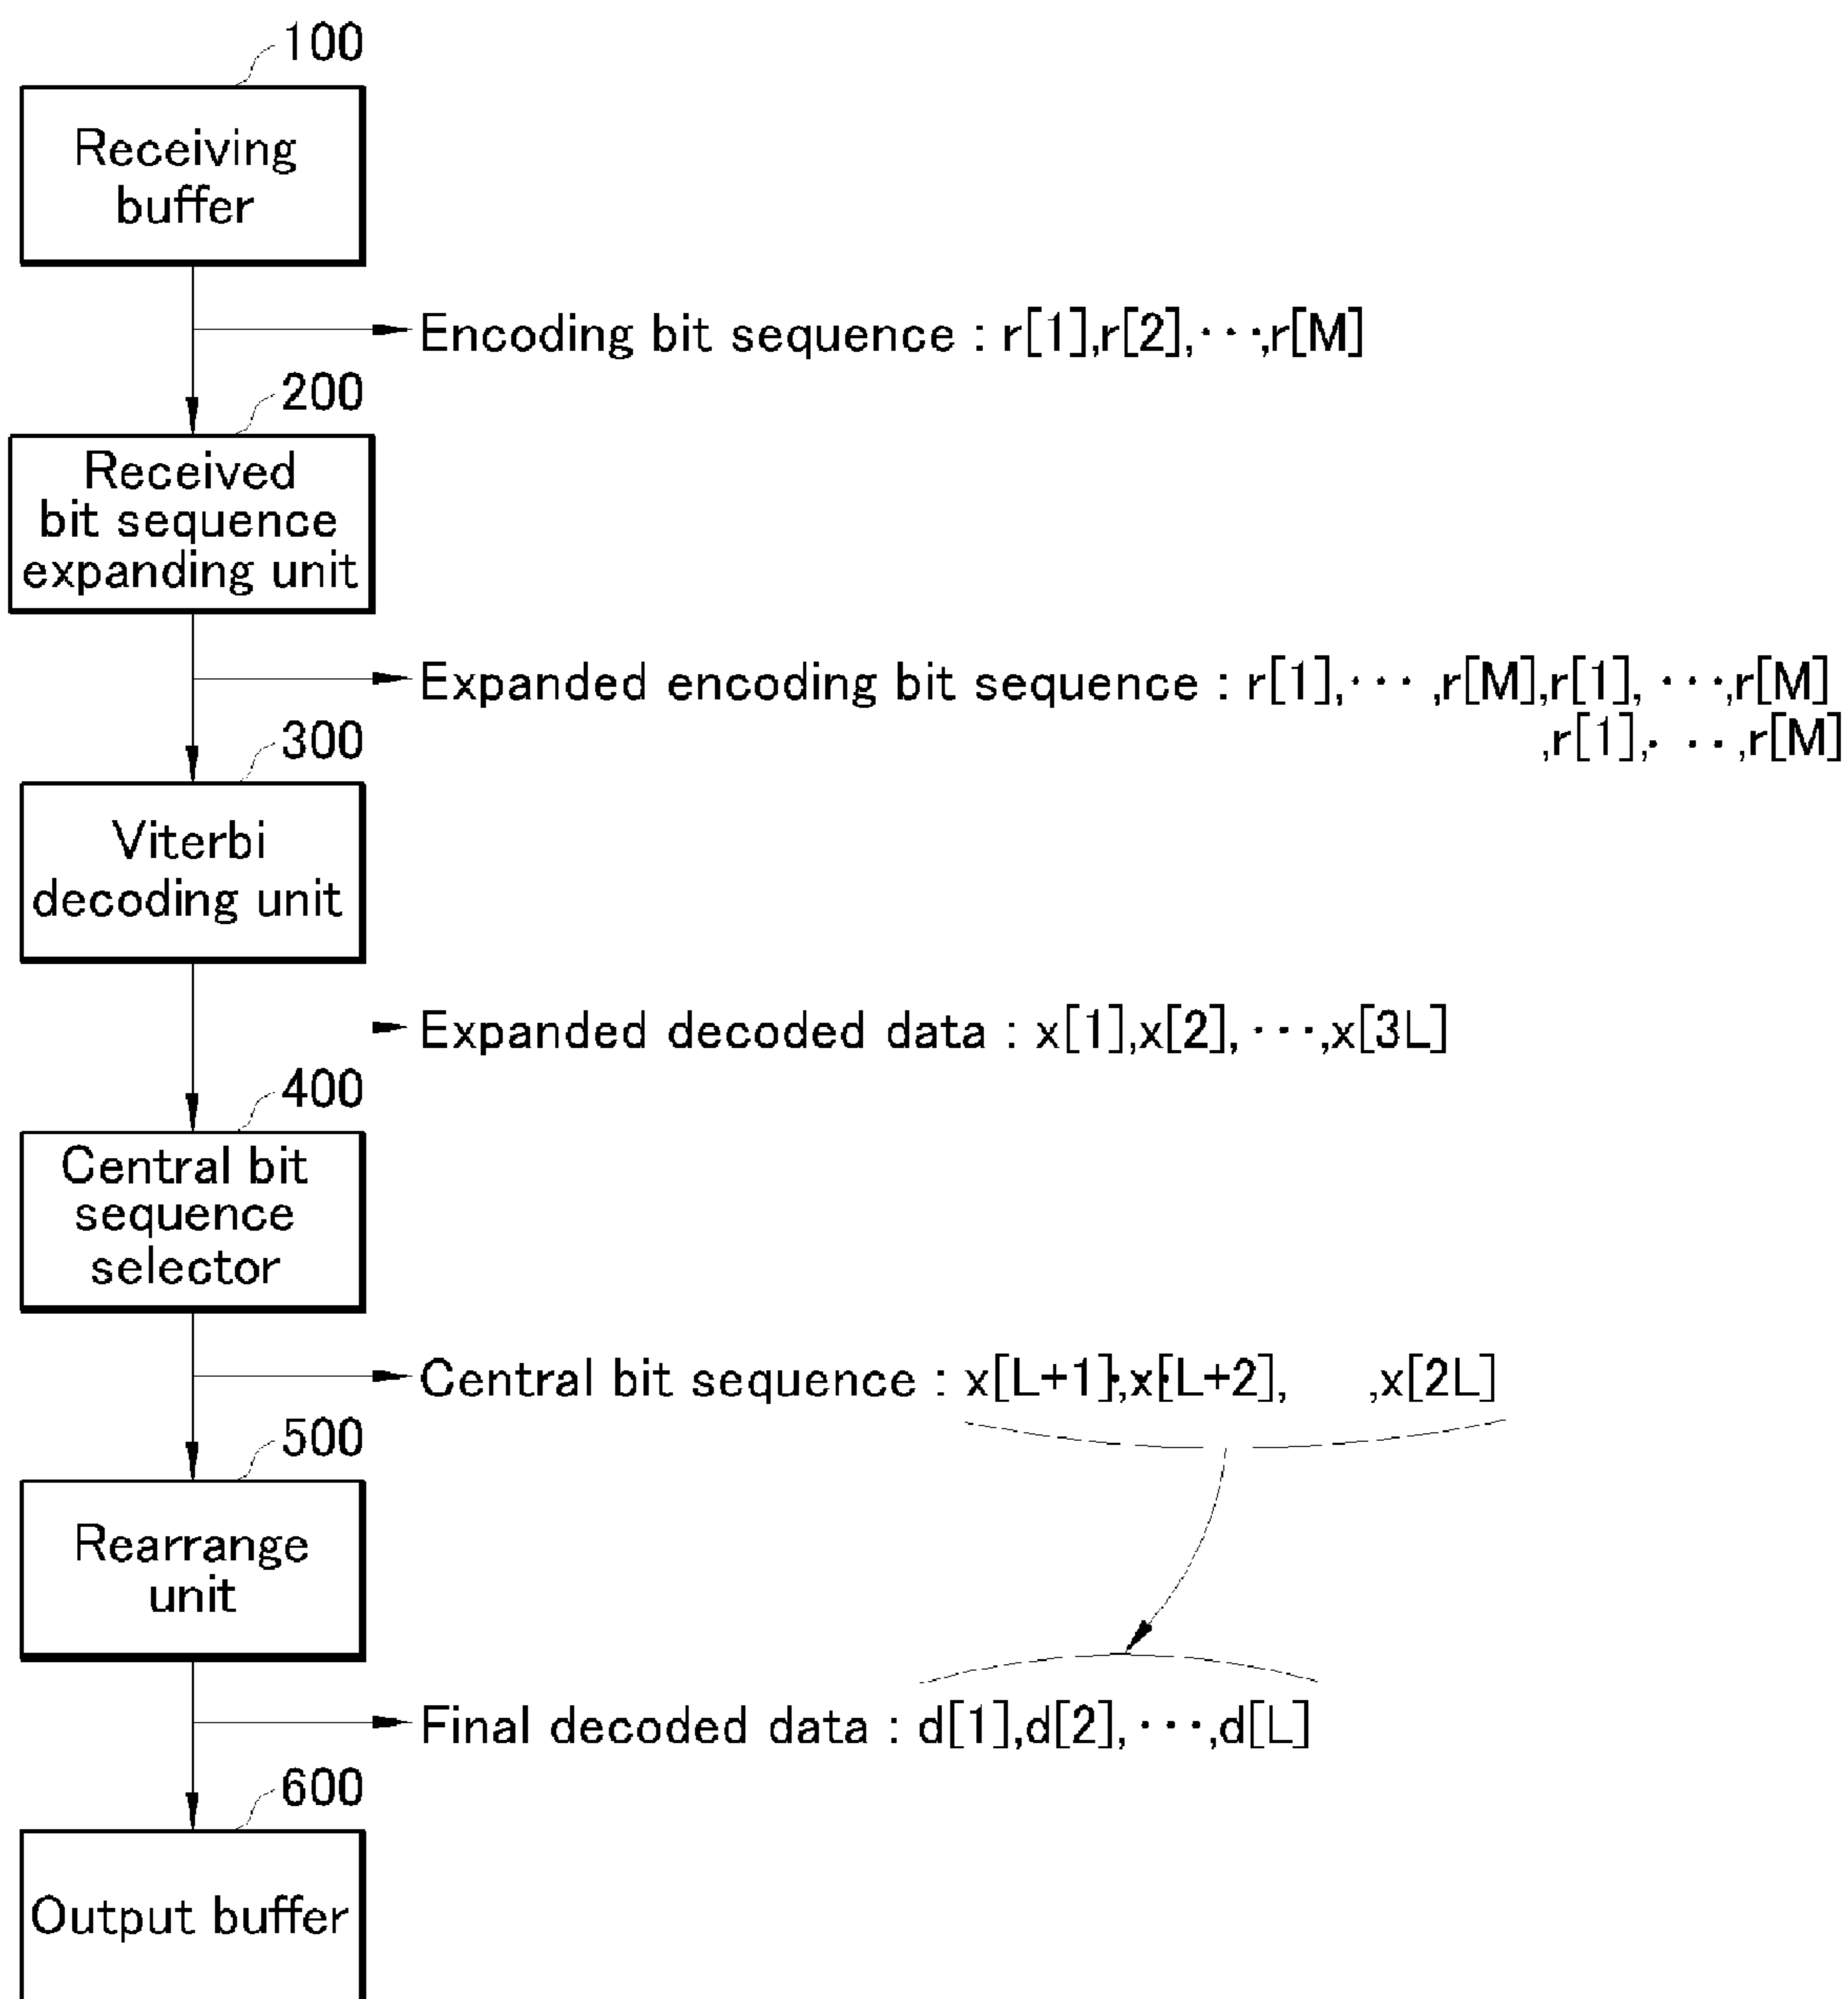 100
Receiving
buffer
Encoding bit sequence : r[1],r[2],···,r[M]
200
Received
bit sequence
expanding unit
Expanded encoding bit sequence : r[1],··· ,r[M],r[1], ···,r[M]
,r[1],· ··,r[M]
300
Viterbi
decoding unit
Expanded decoded data : x[1],x[2], ···,x[3L]
400
Central bit
sequence
selector
Central bit sequence : x[L+1],x[L+2], ,x[2L]
500
Rearrange
unit
Final decoded data : d[1],d[2], ···,d[L]
600
Output buffer